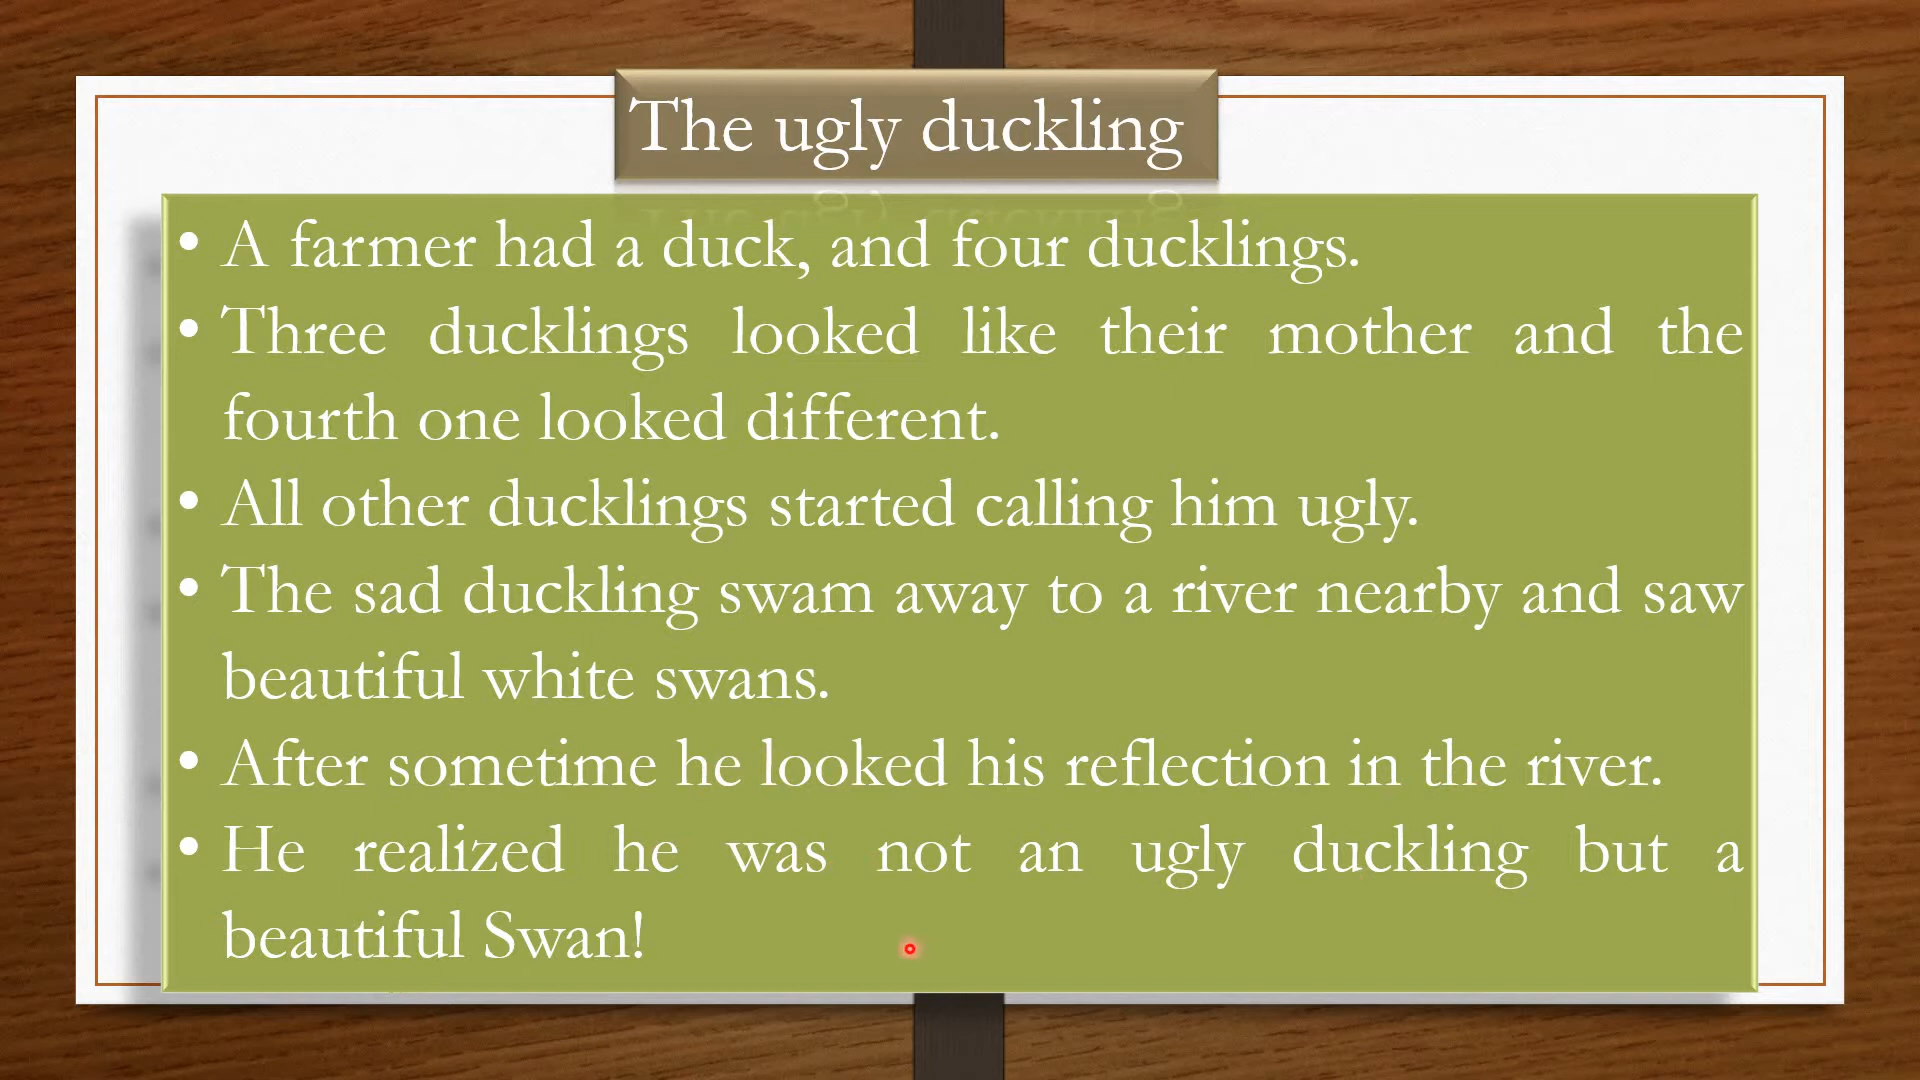 The ugly duckling
• A farmer had a duck, and four ducklings.
• Three ducklings looked like their mother and the
fourth one looked different.
• All other ducklings started calling him ugly.
• The sad duckling swam away to a river nearby and saw
beautiful white swans.
• After sometime he looked his reflection in the river.
• He realized he was not an ugly duckling but a
beautiful Swan!